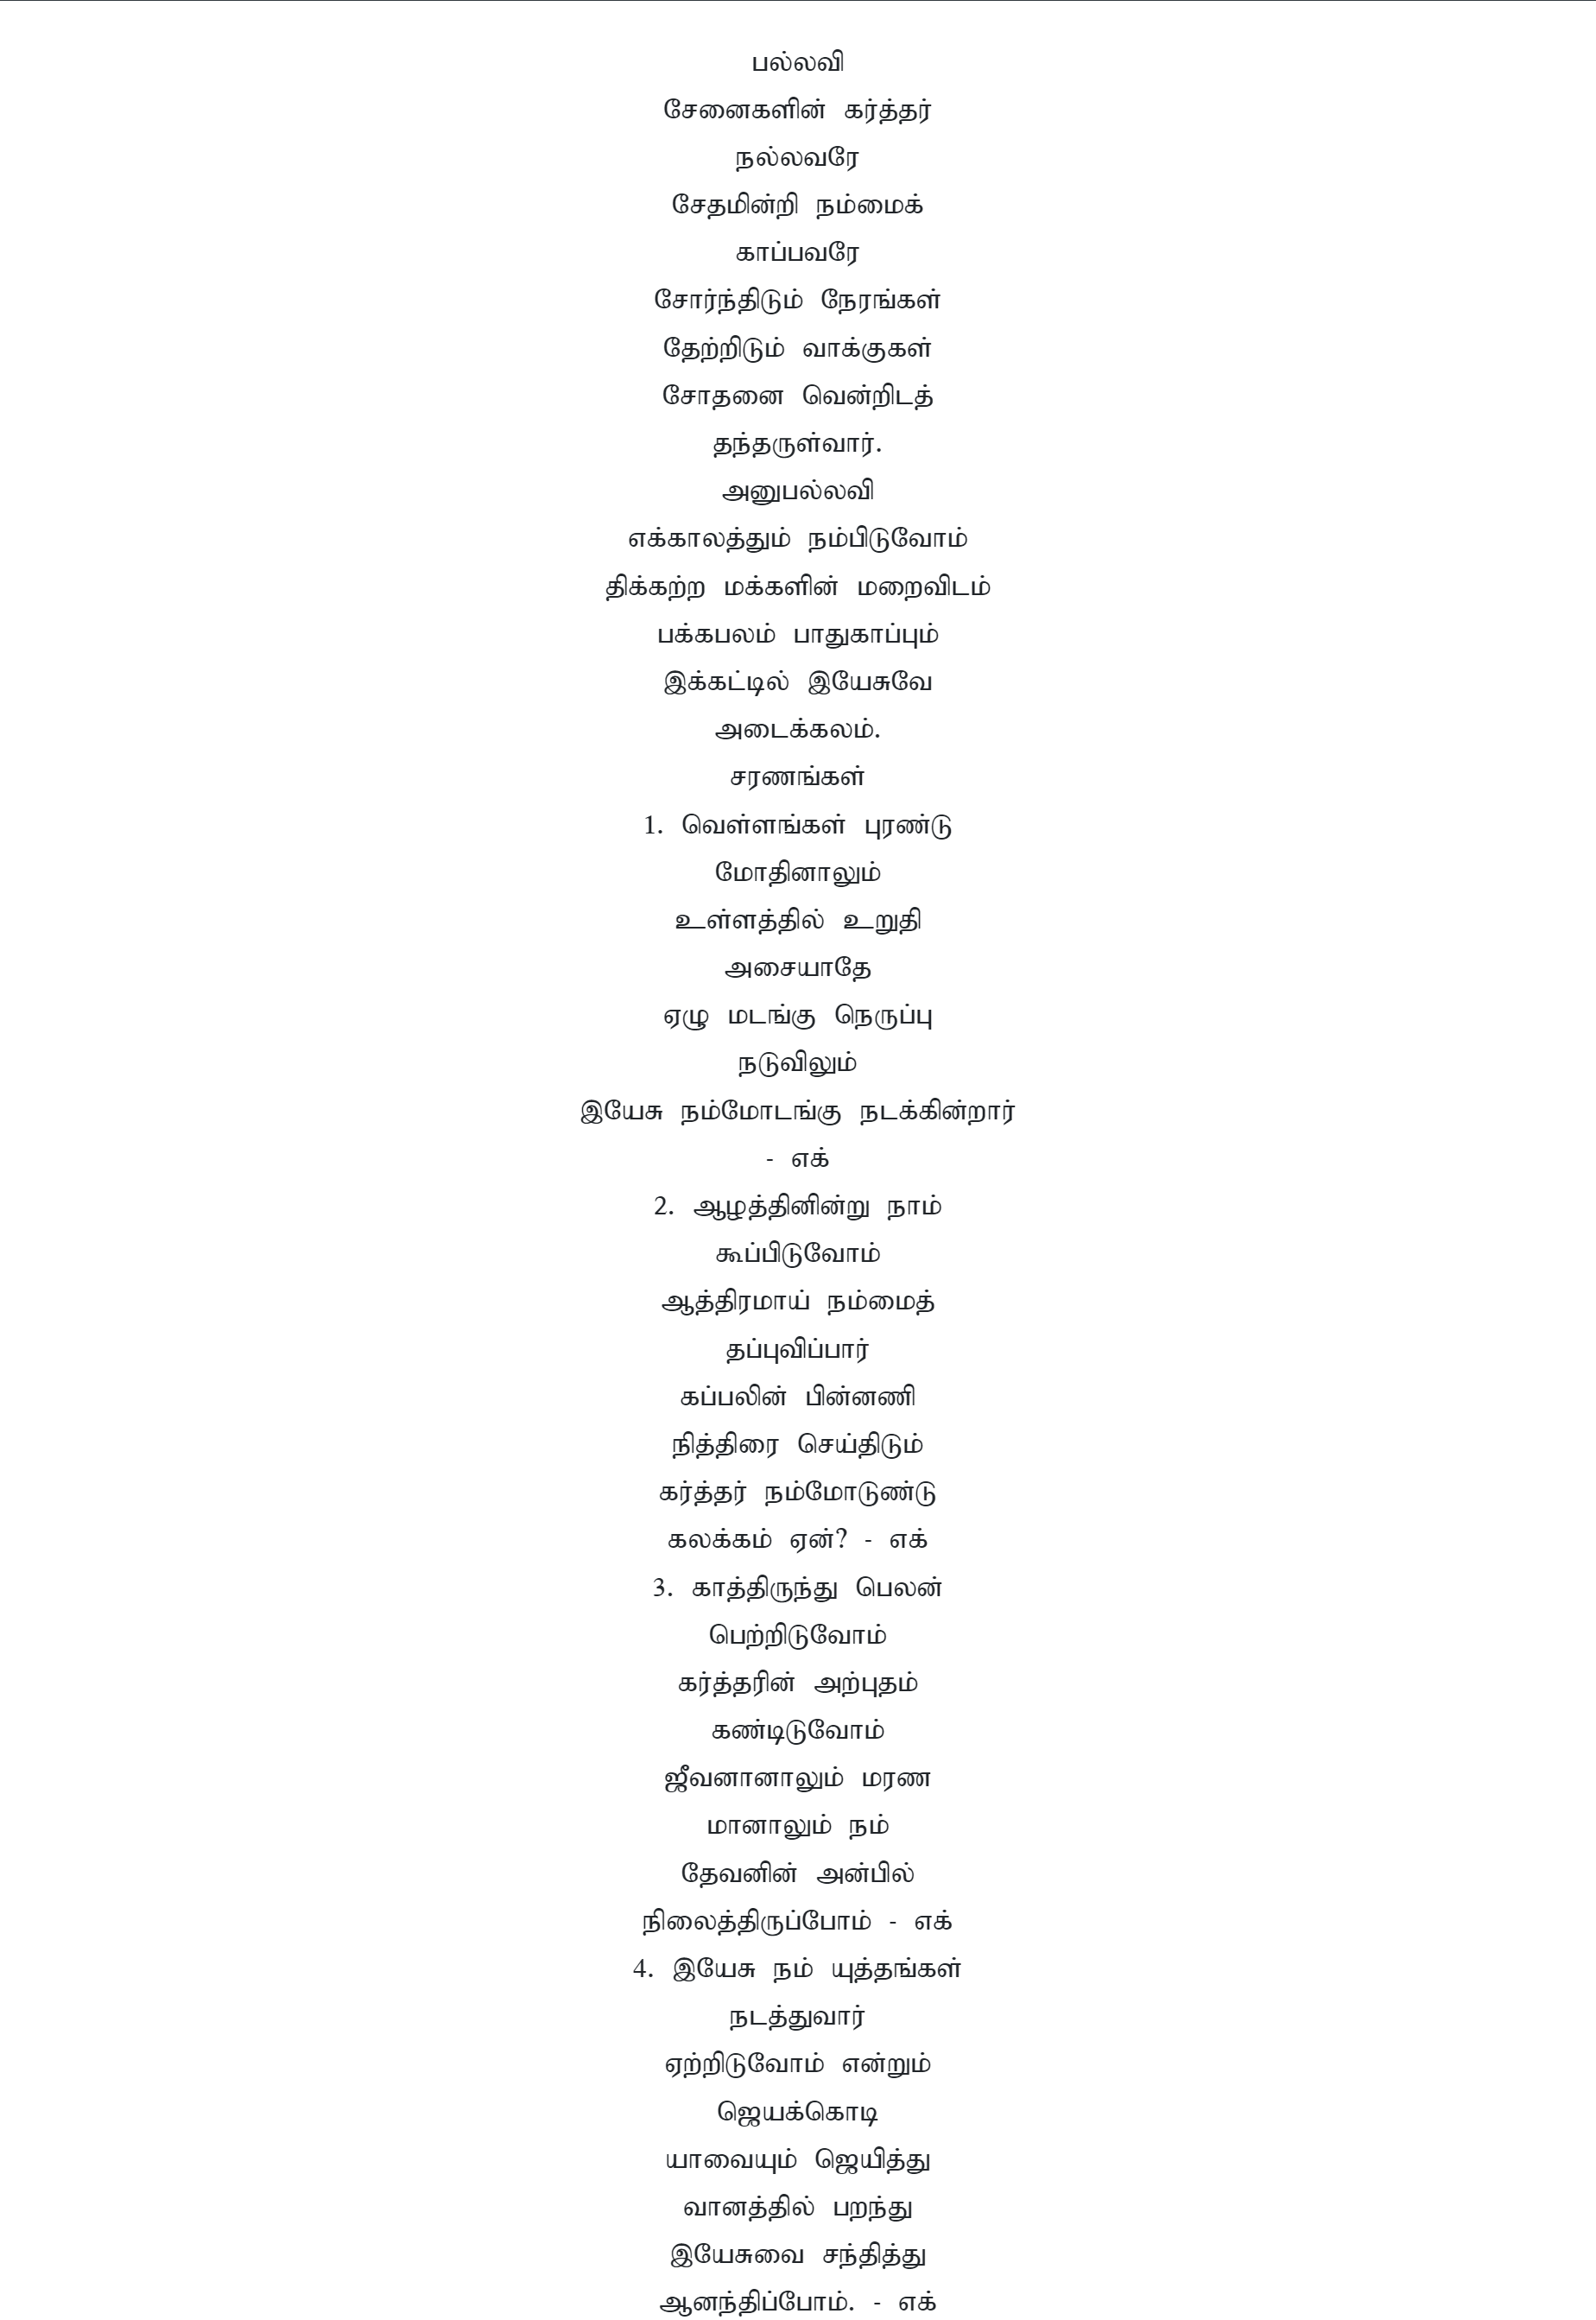 பல்லவி
சேனைகளின் கர்த்தர்
நல்லவரே
சேதமின்றி நம்மைக்
காப்பவரே
சோர்ந்திடும் நேரங்கள்
தேற்றிடும் வாக்குகள்
சோதனை வென்றிடத்
தந்தருள்வார்.
அனுபல்லவி
எக்காலத்தும் நம்பிடுவோம்
திக்கற்ற மக்களின் மறைவிடம்
பக்கபலம் பாதுகாப்பும்
இக்கட்டில் இயேசுவே
அடைக்கலம்.
சரணங்கள்
1. வெள்ளங்கள் புரண்டு
மோதினாலும்
உள்ளத்தில் உறுதி
அசையாதே
ஏழு மடங்கு நெருப்பு
நடுவிலும்
இயேசு நம்மோடங்கு நடக்கின்றார்
- எக்
2. ஆழத்தினின்று நாம்
கூப்பிடுவோம்
ஆத்திரமாய் நம்மைத்
தப்புவிப்பார்
கப்பலின் பின்னணி
நித்திரை செய்திடும்
கர்த்தர் நம்மோடுண்டு
கலக்கம் ஏன்? - எக்
3. காத்திருந்து பெலன்
பெற்றிடுவோம்
கர்த்தரின் அற்புதம்
கண்டிடுவோம்
ஜீவனானாலும் மரண
மானாலும் நம்
தேவனின் அன்பில்
நிலைத்திருப்போம் - எக்
4. இயேசு நம் யுத்தங்கள்
நடத்துவார்
ஏற்றிடுவோம் என்றும்
ஜெயக்கொடி
யாவையும் ஜெயித்து
வானத்தில் பறந்து
இயேசுவை சந்தித்து
ஆனந்திப்போம். - எக்